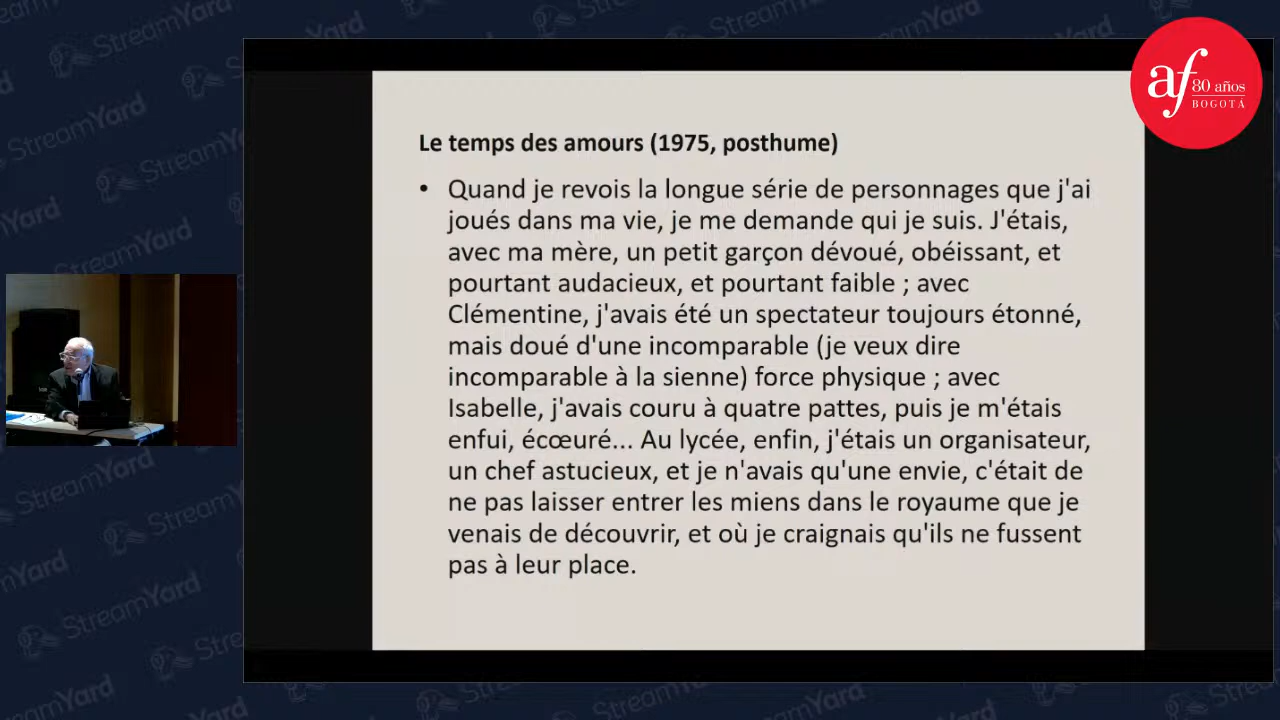 StreamYard
af 80 años
BOGOTÁ
Le temps des amours (1975, posthume)
• Quand je revois la longue série de personnages que j'ai
joués dans ma vie, je me demande qui je suis. J'étais,
avec ma mère, un petit garçon dévoué, obéissant, et
pourtant audacieux, et pourtant faible ; avec
Clémentine, j'avais été un spectateur toujours étonné,
mais doué d'une incomparable (je veux dire
incomparable à la sienne) force physique ; avec
Isabelle, j'avais couru à quatre pattes, puis je m'étais
enfui, écœuré... Au lycée, enfin, j'étais un organisateur,
un chef astucieux, et je n'avais qu'une envie, c'était de
ne pas laisser entrer les miens dans le royaume que je
venais de découvrir, et où je craignais qu'ils ne fussent
pas à leur place.